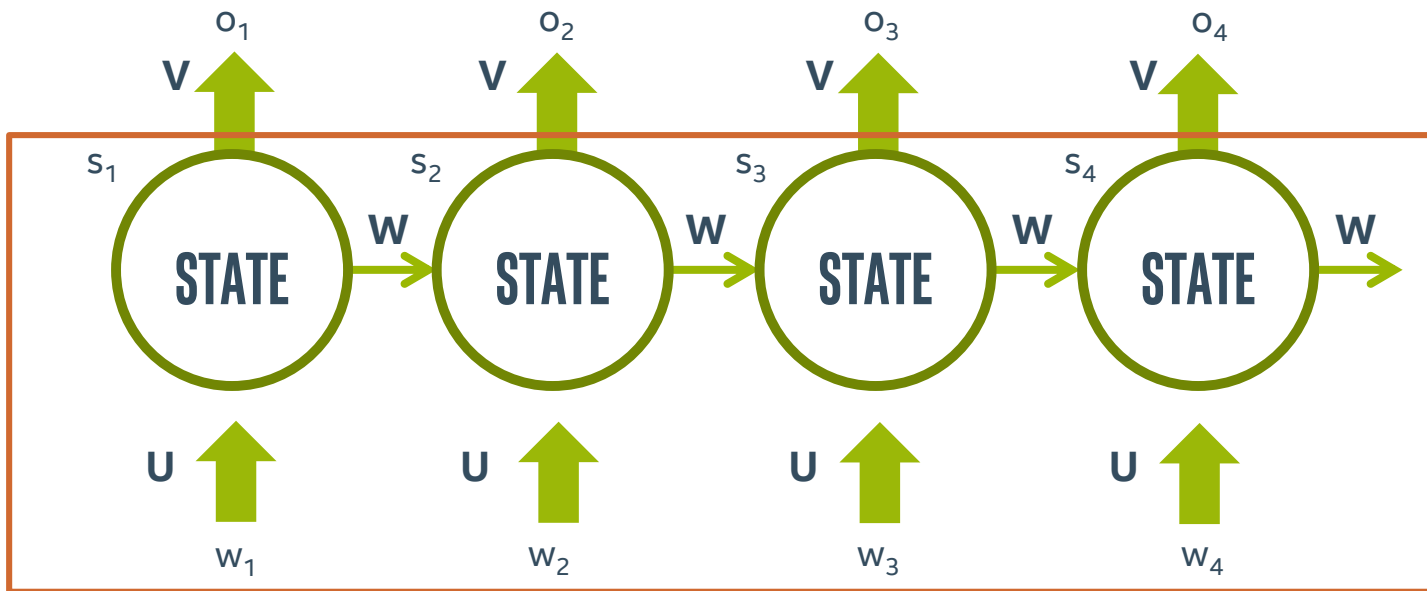 o₁ o₂ o₃ o₄
V V V V
s₁ s₂ s₃ s₄
W W W W
STATE STATE STATE STATE
U U U U
w₁ w₂ w₃ w₄